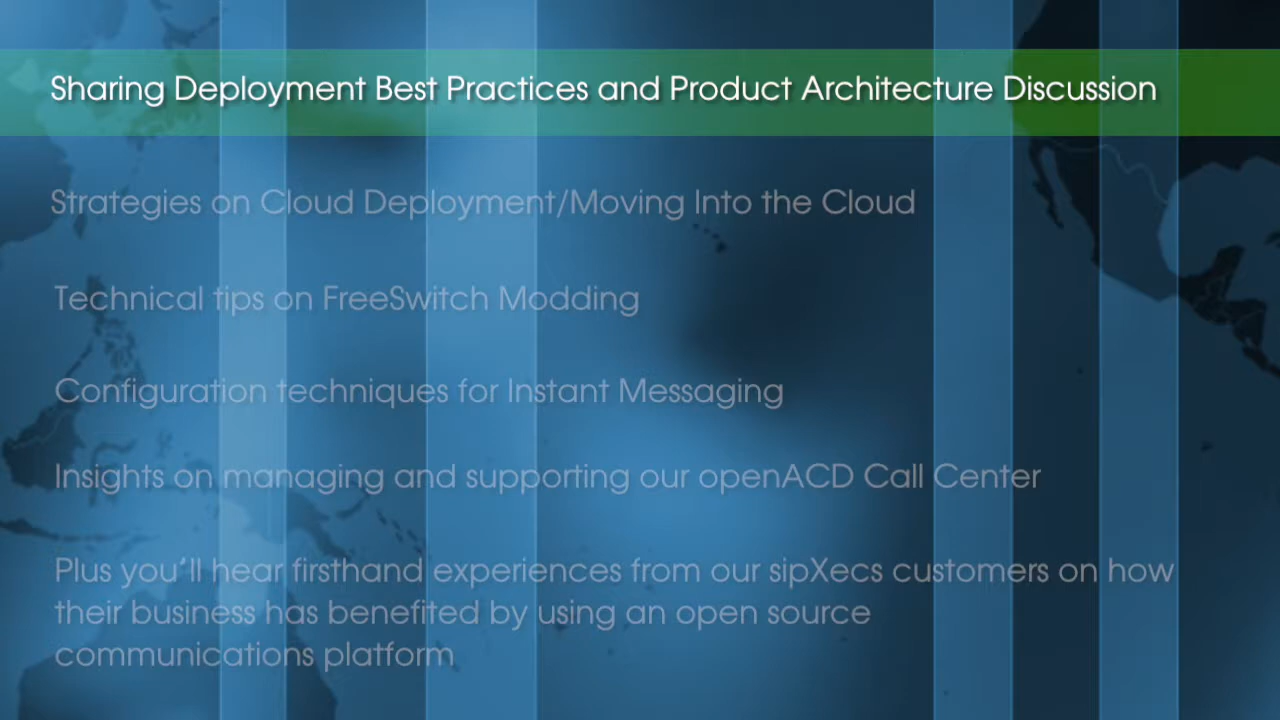 Sharing Deployment Best Practices and Product Architecture Discussion
Strategies on Cloud Deployment/Moving Into the Cloud
Technical tips on FreeSwitch Modding
Configuration techniques for Instant Messaging
Insights on managing and supporting our openACD Call Center
Plus you'll hear firsthand experiences from our sipXecs customers on how
their business has benefited by using an open source
communications platform